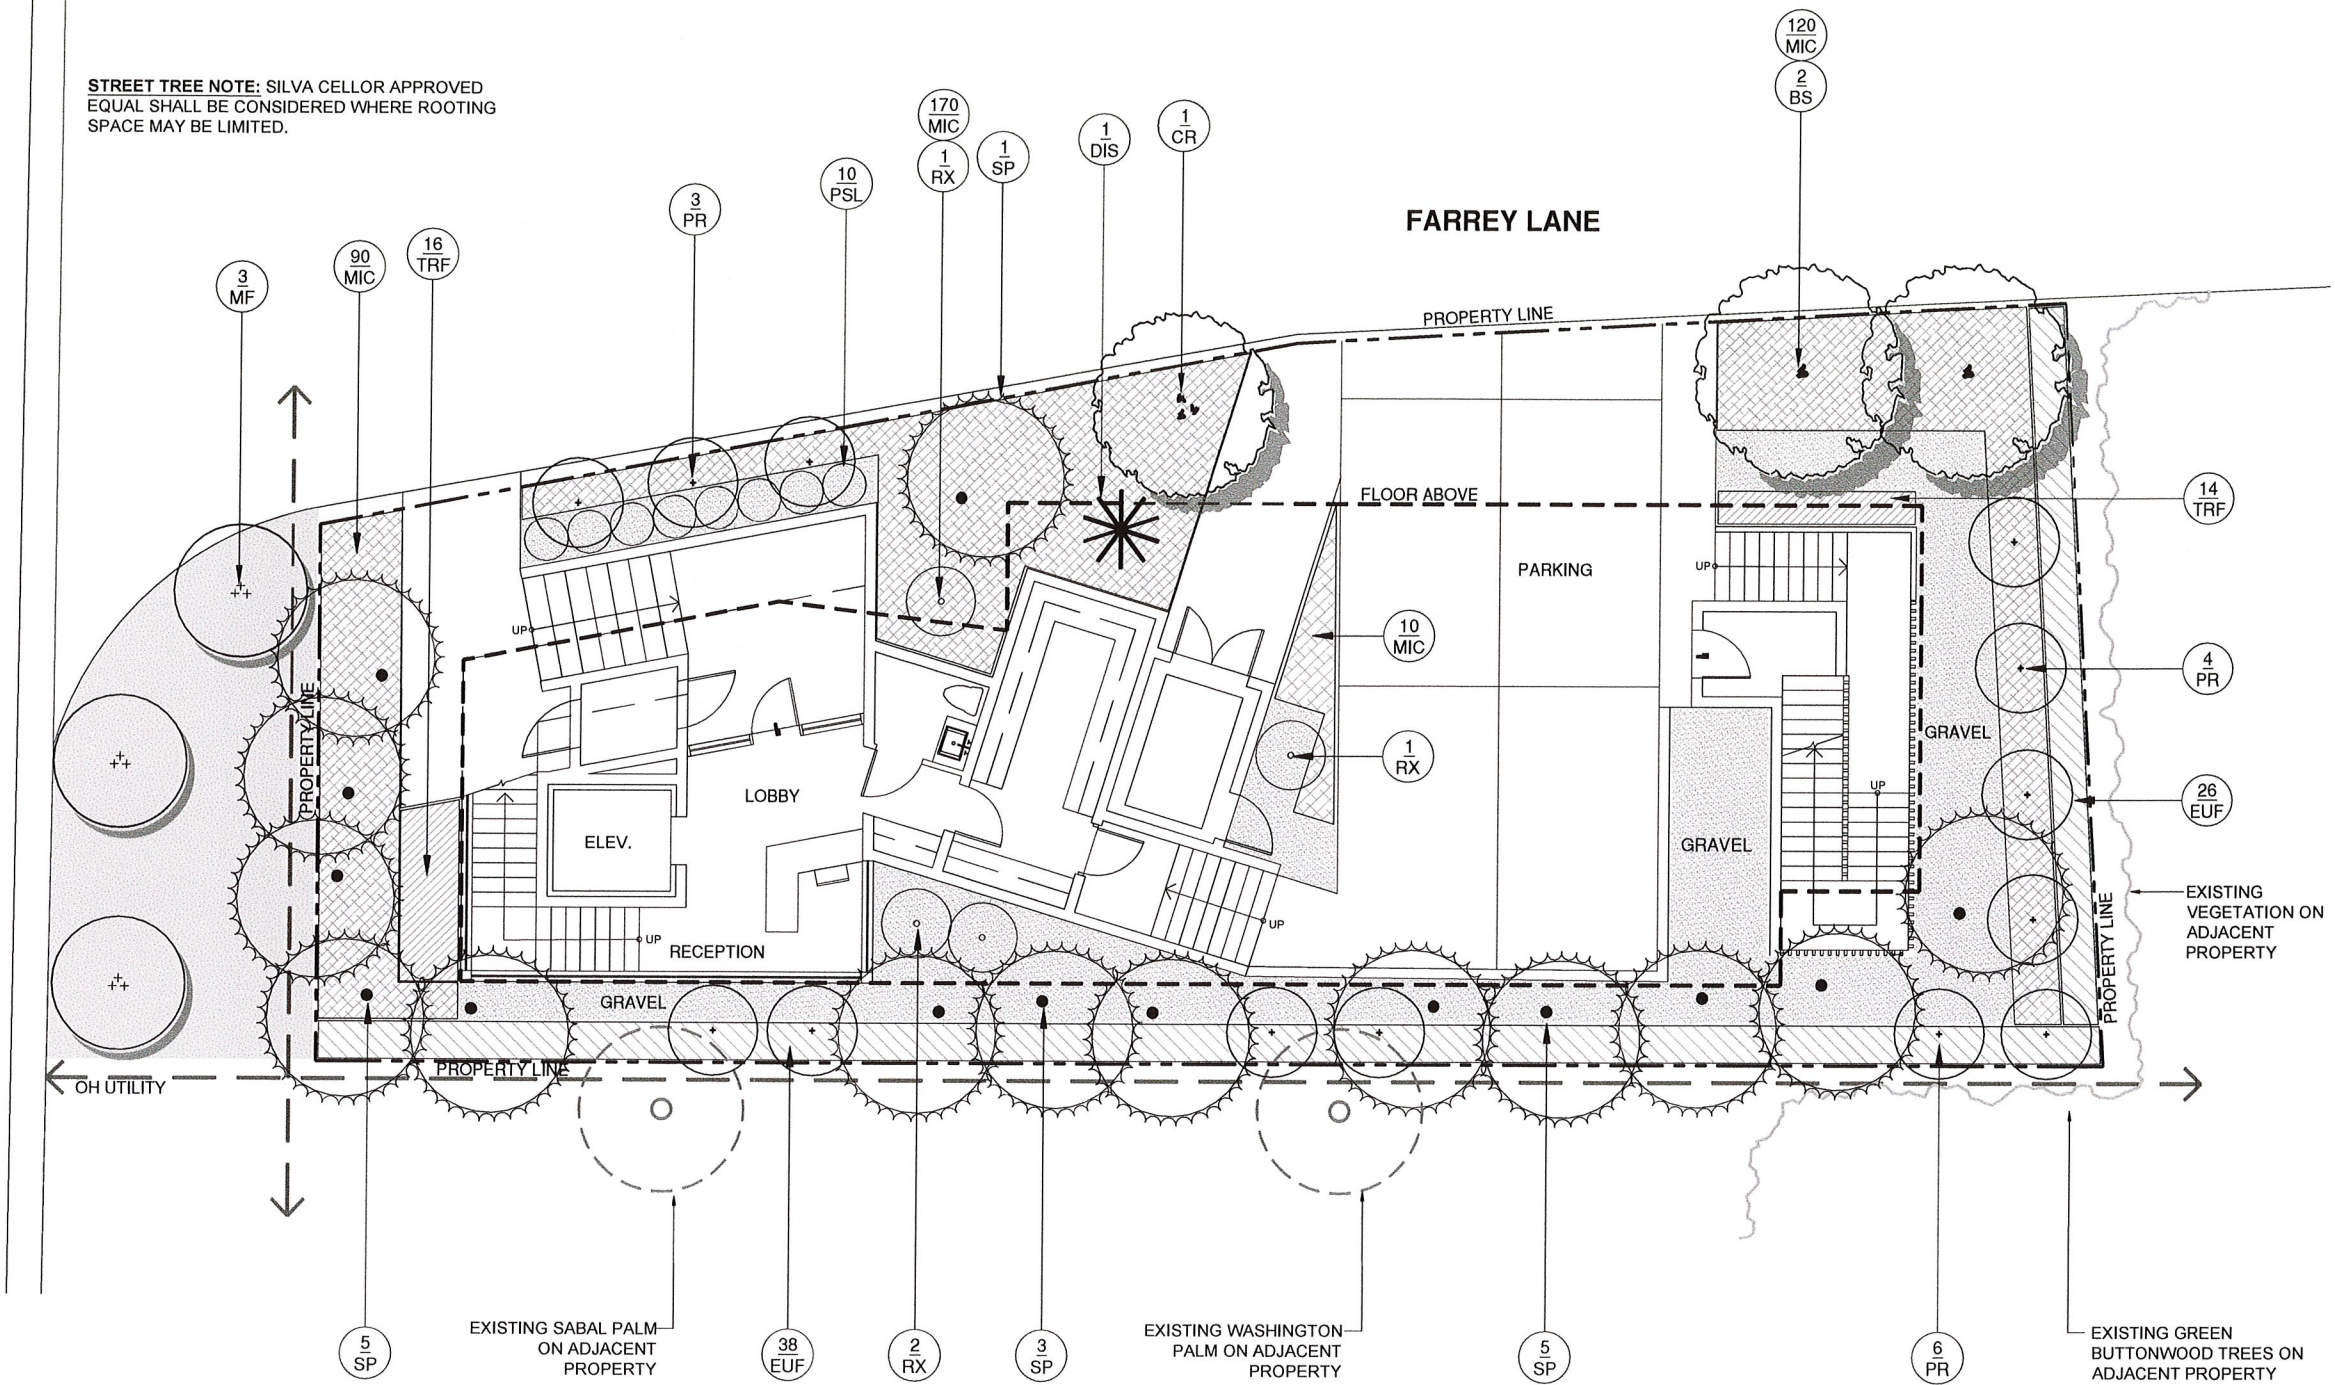 STREET TREE NOTE: SILVA CELLOR APPROVED
EQUAL SHALL BE CONSIDERED WHERE ROOTING
SPACE MAY BE LIMITED.
120
MIC
2
BS
170
MIC
1
RX
1
SP
1
DIS
1
CR
10
PSL
3
PR
16
TRF
90
MIC
3
MF
FARREY LANE
PROPERTY LINE
FLOOR ABOVE
14
TRF
PARKING
UP
UP
10
MIC
4
PR
PROPERTY LINE
GRAVEL
1
RX
LOBBY
UP
26
EUF
ELEV.
GRAVEL
EXISTING
VEGETATION ON
ADJACENT
PROPERTY
PROPERTY LINE
UP
UP
RECEPTION
GRAVEL
PROPERTY LINE
OH UTILITY
5
SP
EXISTING SABAL PALM
ON ADJACENT
PROPERTY
38
EUF
2
RX
3
SP
EXISTING WASHINGTON
PALM ON ADJACENT
PROPERTY
5
SP
6
PR
EXISTING GREEN
BUTTONWOOD TREES ON
ADJACENT PROPERTY